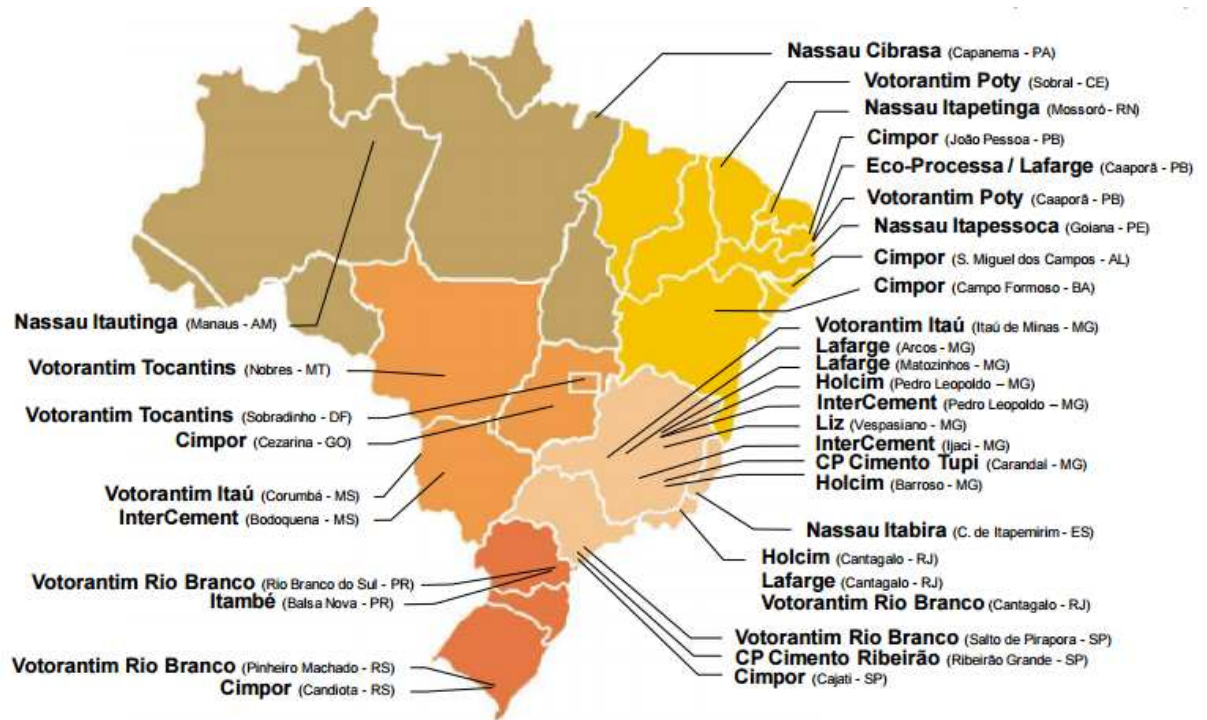 Nassau Cibrasa (Capanema - PA)
Votorantim Poty (Sobral - CE)
Nassau Itapetinga (Mossoró - RN)
Cimpor (João Pessoa - PB)
Eco-Processa / Lafarge (Caaporã - PB)
Votorantim Poty (Caaporã - PB)
Nassau Itapessoca (Goiana - PE)
Cimpor (S. Miguel dos Campos - AL)
Cimpor (Campo Formoso - BA)
Nassau Itautinga (Manaus - AM)
Votorantim Tocantins (Nobres - MT)
Votorantim Tocantins (Sobradinho - DF)
Cimpor (Cezarina - GO)
Votorantim Itaú (Corumbá - MS)
InterCement (Bodoquena - MS)
Votorantim Itaú (Itaú de Minas - MG)
Lafarge (Arcos - MG)
Lafarge (Matozinhos - MG)
Holcim (Pedro Leopoldo – MG)
InterCement (Pedro Leopoldo – MG)
Liz (Vespasiano - MG)
InterCement (Ijaci - MG)
CP Cimento Tupi (Carandaí - MG)
Holcim (Barroso - MG)
Nassau Itabira (C. de Itapemirim - ES)
Holcim (Cantagalo - RJ)
Lafarge (Cantagalo - RJ)
Votorantim Rio Branco (Cantagalo - RJ)
Votorantim Rio Branco (Rio Branco do Sul - PR)
Itambé (Balsa Nova - PR)
Votorantim Rio Branco (Salto de Pirapora - SP)
CP Cimento Ribeirão (Ribeirão Grande - SP)
Cimpor (Cajati - SP)
Votorantim Rio Branco (Pinheiro Machado - RS)
Cimpor (Candiota - RS)